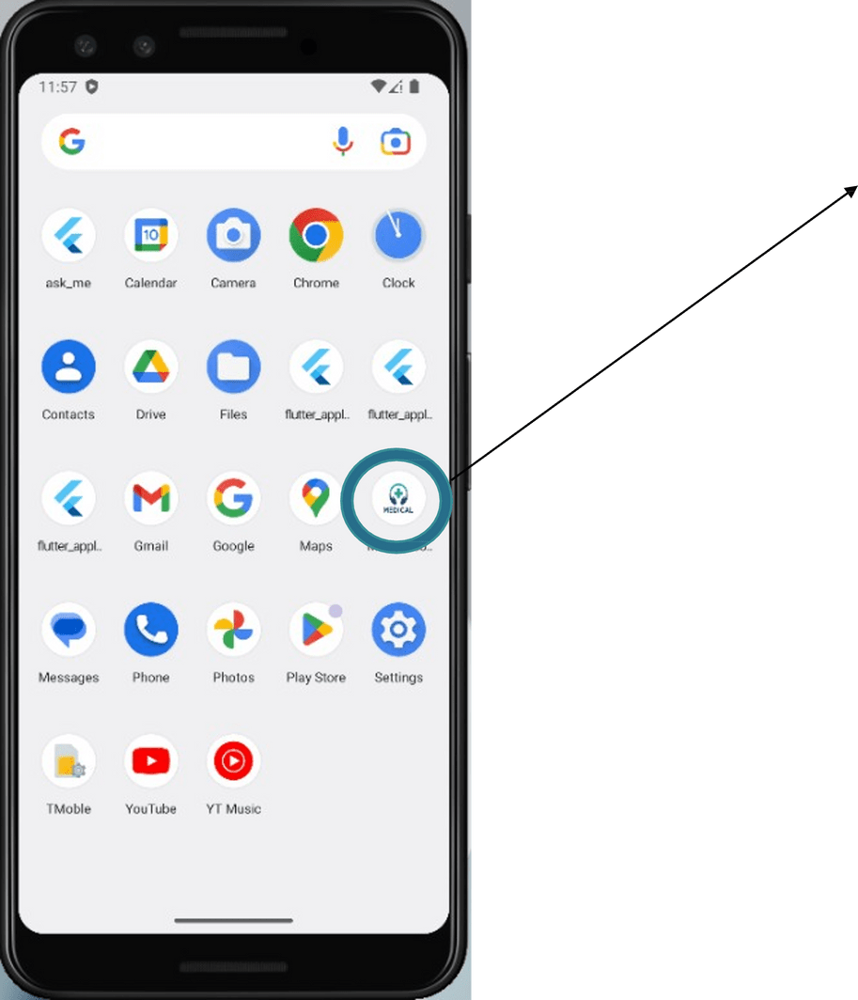 11:57
ask_me Calendar Camera Chrome Clock
10
Contacts Drive Files flutter_appl.. flutter_appl..
MEDICAL
flutter_appl.. Gmail Google Maps
Messages Phone Photos Play Store Settings
TMoble YouTube YT Music